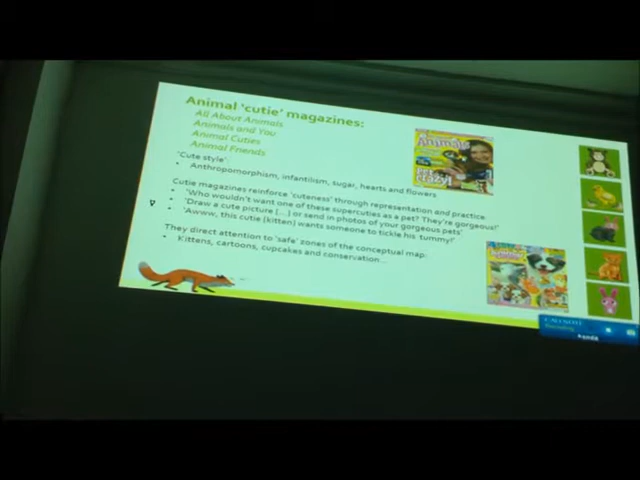 Animal 'cutie' magazines:
All About Animals
Animals and You
Animal Cuties
Animal Friends
'Cute style':
• Anthropomorphism, infantilism, sugar, hearts and flowers
Cutie magazines reinforce 'cuteness' through representation and practice:
• 'Who wouldn't want one of these supercuties as a pet? They're gorgeous!'
• 'Draw a cute picture (...) or send in photos of your gorgeous pets'
• 'Awww, this cutie (kitten) wants someone to tickle his tummy!'
They direct attention to 'safe' zones of the conceptual map:
• Kittens, cartoons, cupcakes and conservation...
Animals
crazy!
Recording